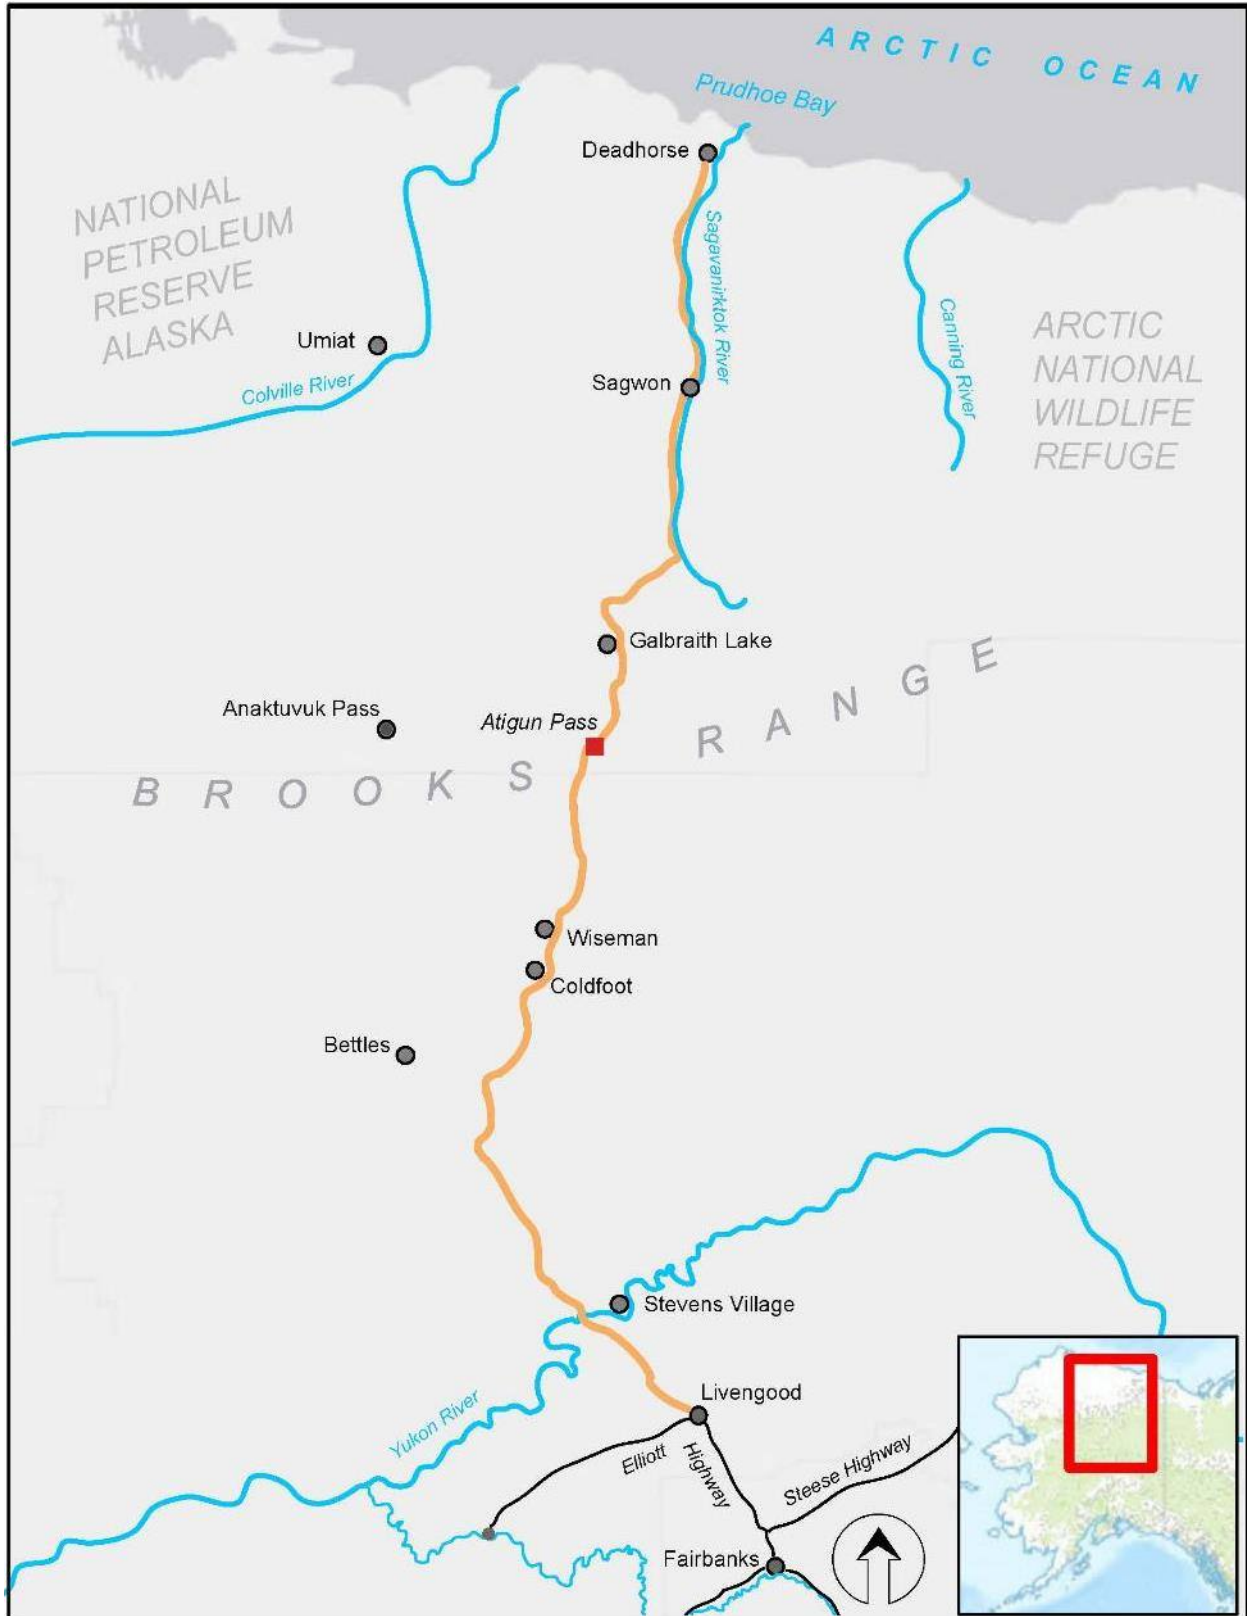 ARCTIC OCEAN
Prudhoe Bay
Deadhorse
NATIONAL
PETROLEUM
RESERVE
ALASKA
Sagavanirktok River
Canning River
ARCTIC
NATIONAL
WILDLIFE
REFUGE
Umiat
Colville River
Sagwon
Galbraith Lake
Anaktuvuk Pass
Atigun Pass
BROOKS RANGE
Wiseman
Coldfoot
Bettles
Stevens Village
Livengood
Yukon River
Elliott Highway
Steese Highway
Fairbanks